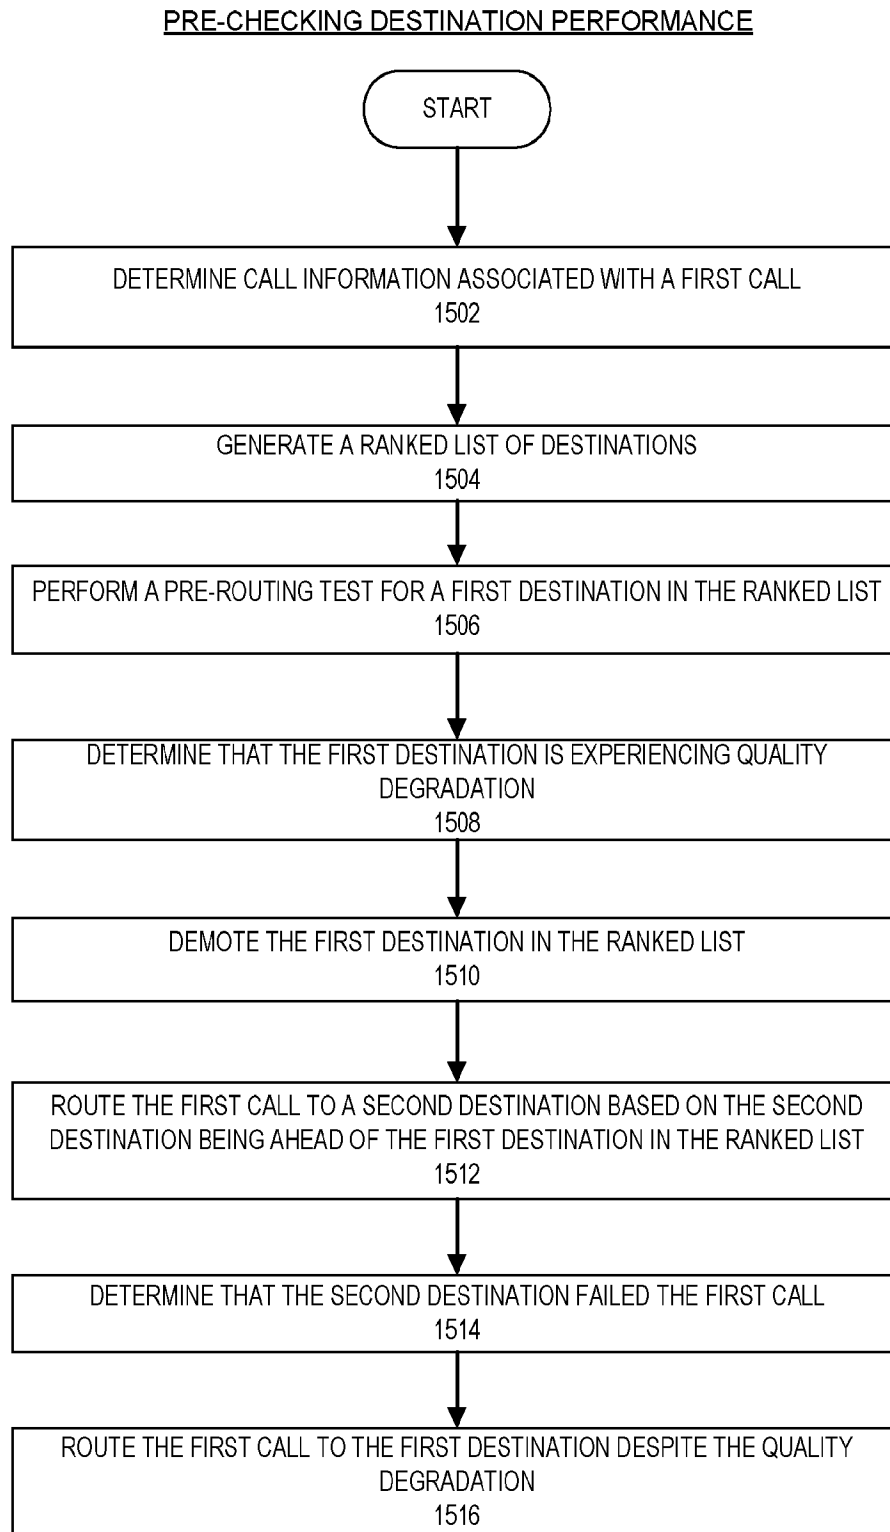 PRE-CHECKING DESTINATION PERFORMANCE
START
DETERMINE CALL INFORMATION ASSOCIATED WITH A FIRST CALL
1502
GENERATE A RANKED LIST OF DESTINATIONS
1504
PERFORM A PRE-ROUTING TEST FOR A FIRST DESTINATION IN THE RANKED LIST
1506
DETERMINE THAT THE FIRST DESTINATION IS EXPERIENCING QUALITY
DEGRADATION
1508
DEMOTE THE FIRST DESTINATION IN THE RANKED LIST
1510
ROUTE THE FIRST CALL TO A SECOND DESTINATION BASED ON THE SECOND
DESTINATION BEING AHEAD OF THE FIRST DESTINATION IN THE RANKED LIST
1512
DETERMINE THAT THE SECOND DESTINATION FAILED THE FIRST CALL
1514
ROUTE THE FIRST CALL TO THE FIRST DESTINATION DESPITE THE QUALITY
DEGRADATION
1516